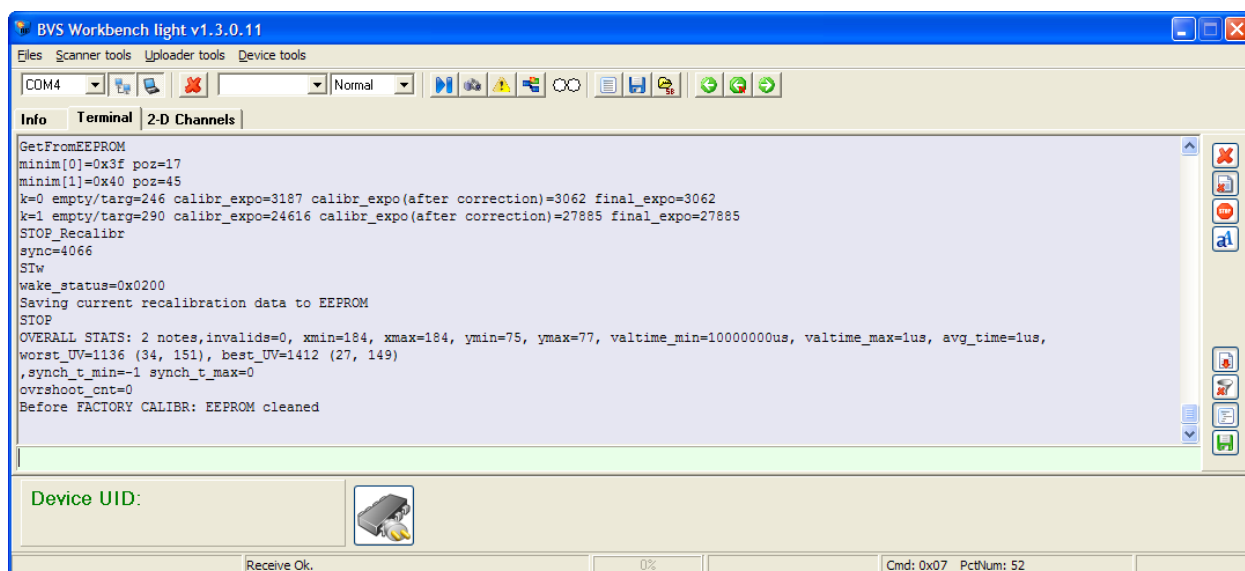 BVS Workbench light v1.3.0.11
Files Scanner tools Uploader tools Device tools
COM4 Normal SB
Info Terminal 2-D Channels
GetFromEEPROM
minim[0]=0x3f poz=17
minim[1]=0x40 poz=45
k=0 empty/targ=246 calibr_expo=3187 calibr_expo(after correction)=3062 final_expo=3062
k=1 empty/targ=290 calibr_expo=24616 calibr_expo(after correction)=27885 final_expo=27885
STOP_Recalibr
sync=4066
STw
wake_status=0x0200
Saving current recalibration data to EEPROM
STOP
OVERALL STATS: 2 notes,invalids=0, xmin=184, xmax=184, ymin=75, ymax=77, valtime_min=10000000us, valtime_max=1us, avg_time=1us,
worst_UV=1136 (34, 151), best_UV=1412 (27, 149)
,synch_t_min=-1 synch_t_max=0
ovrshoot_cnt=0
Before FACTORY CALIBR: EEPROM cleaned
STOP
aA
Device UID:
Receive Ok. 0% Cmd: 0x07 PctNum: 52